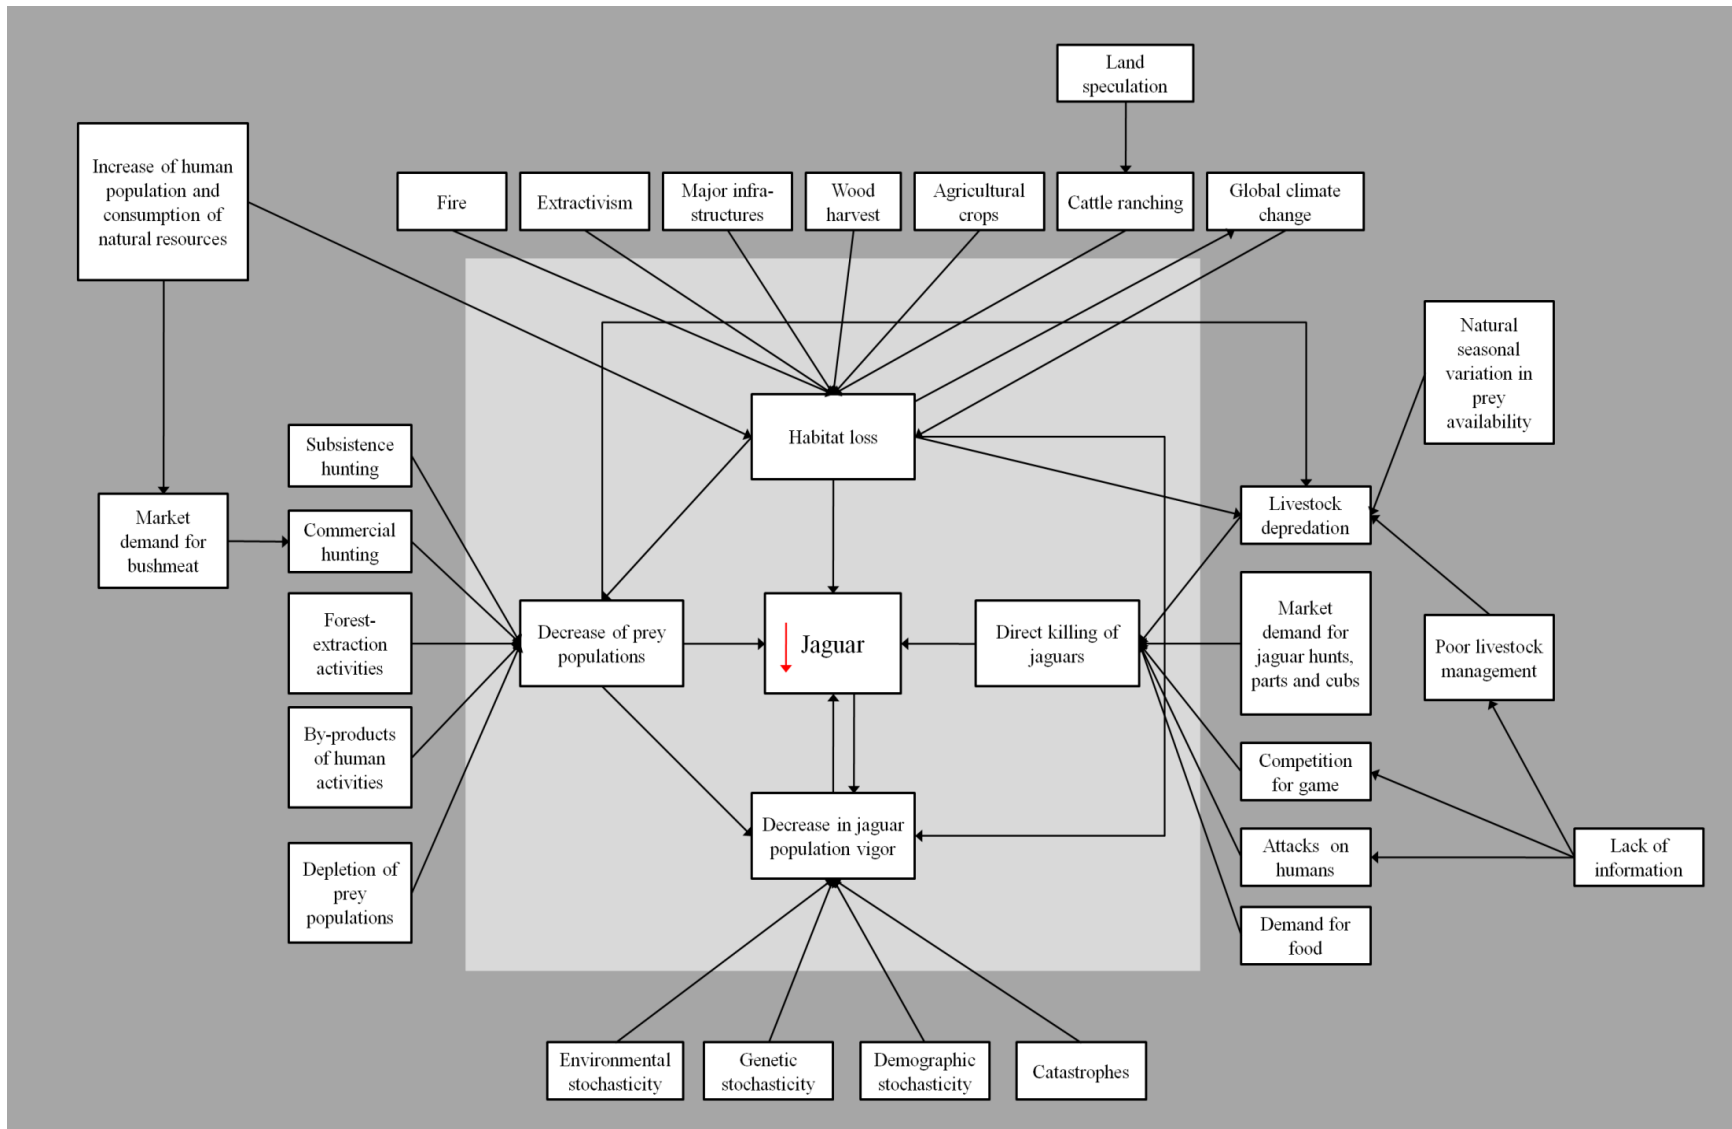 Land
speculation
Increase of human
population and
consumption of
natural resources
Fire
Extractivism
Major infra-
structures
Wood
harvest
Agricultural
crops
Cattle ranching
Global climate
change
Natural
seasonal
variation in
prey
availability
Habitat loss
Subsistence
hunting
Market
demand for
bushmeat
Commercial
hunting
Livestock
depredation
Forest-
extraction
activities
Decrease of prey
populations
Jaguar
Direct killing of
jaguars
Market
demand for
jaguar hunts,
parts and cubs
Poor livestock
management
By-products
of human
activities
Competition
for game
Decrease in jaguar
population vigor
Attacks on
humans
Lack of
information
Depletion of
prey
populations
Demand for
food
Environmental
stochasticity
Genetic
stochasticity
Demographic
stochasticity
Catastrophes